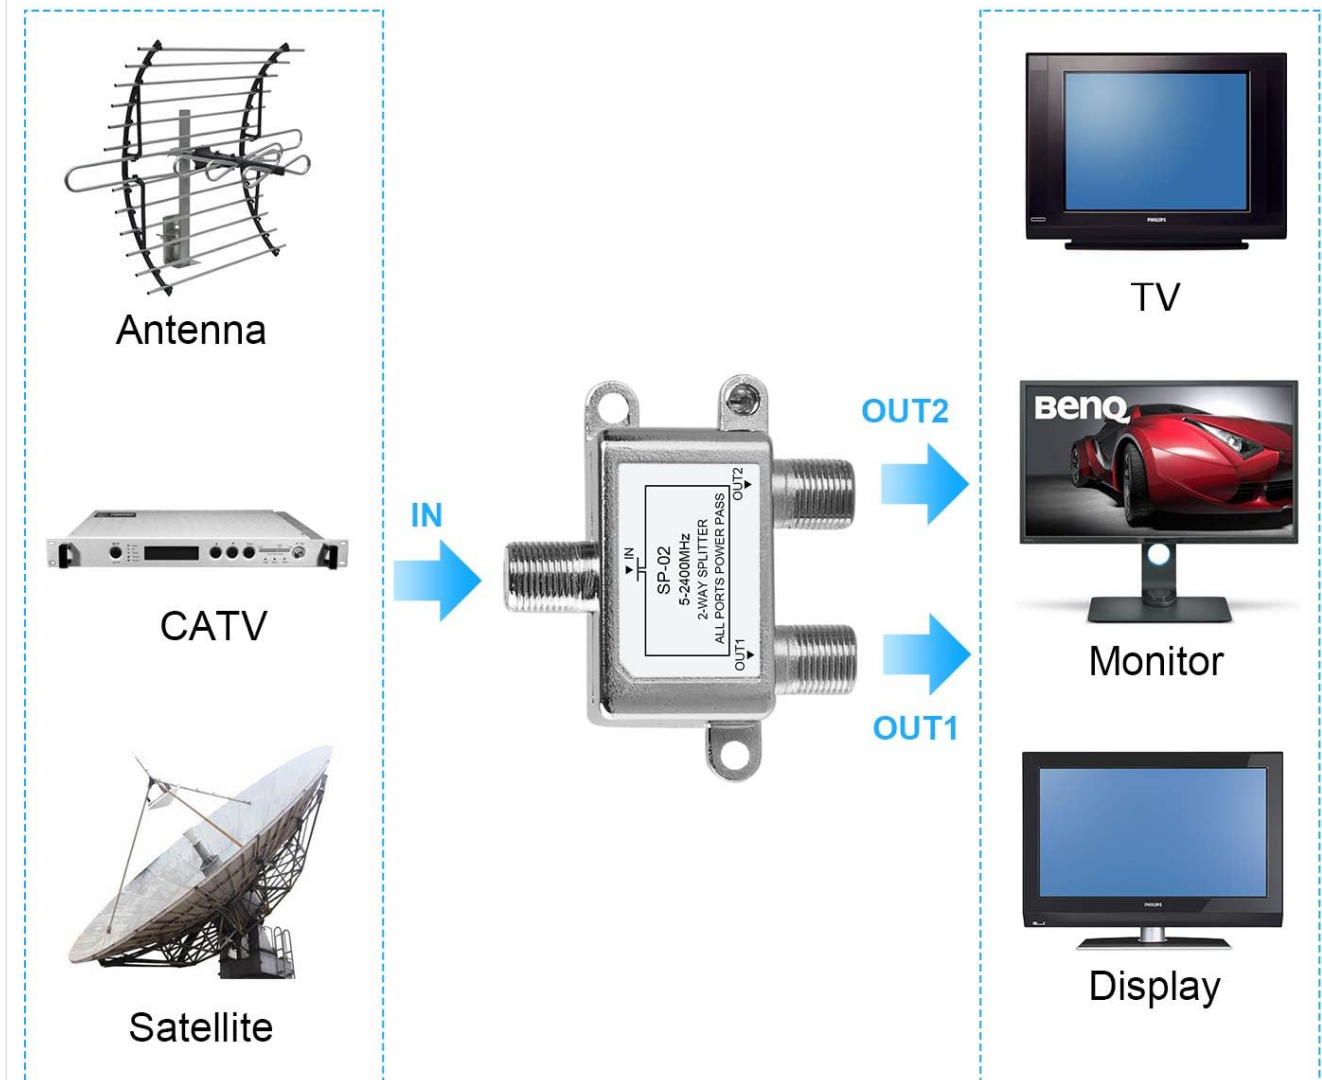 Antenna
CATV
Satellite
IN
IN
SP-02
5-2400MHz
2-WAY SPLITTER
ALL PORTS POWER PASS
OUT2
OUT1
OUT2
OUT1
PHILIPS
TV
BenQ
Monitor
PHILIPS
Display